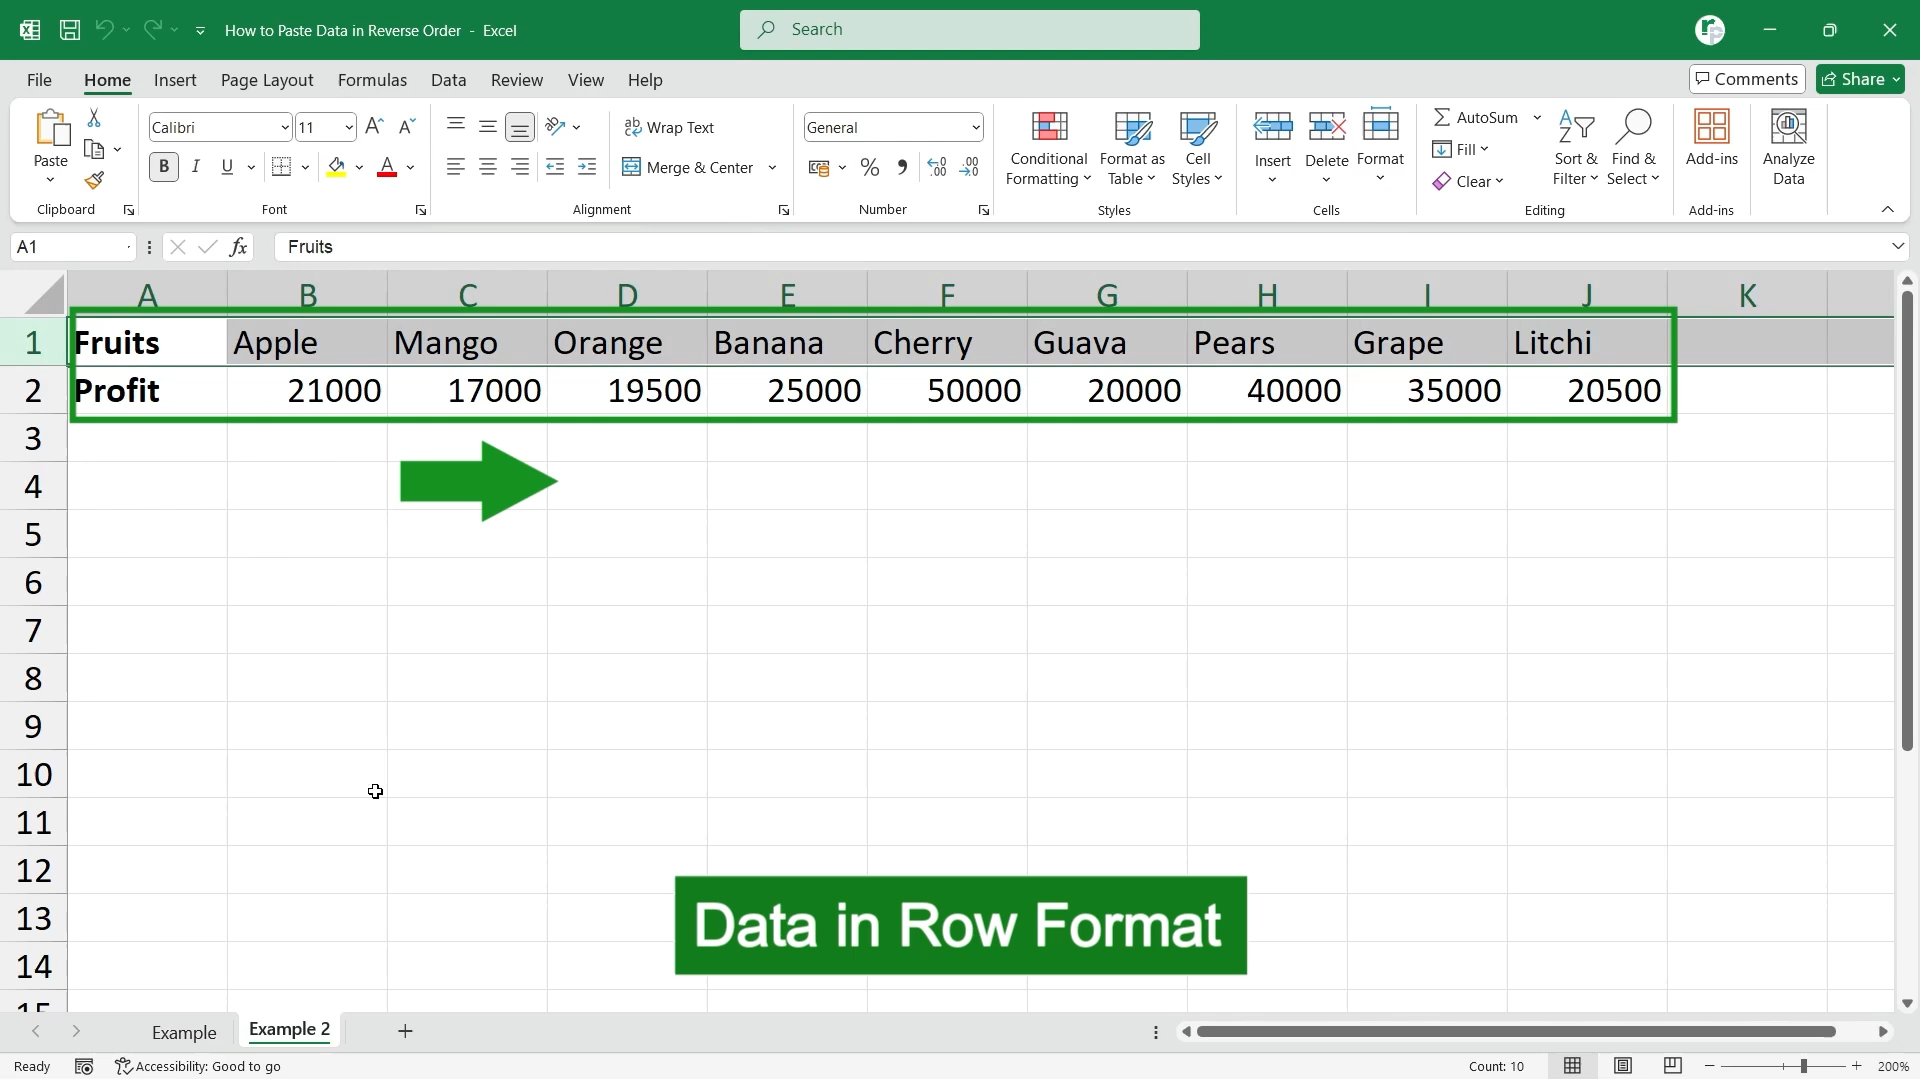 How to Paste Data in Reverse Order - Excel
Search
File Home Insert Page Layout Formulas Data Review View Help
Comments Share
Paste
Clipboard
Calibri 11
B I U
Font
Wrap Text
Merge & Center
Alignment
General
Number
Conditional Formatting
Format as Table
Cell Styles
Styles
Insert Delete Format
Cells
AutoSum
Fill
Clear
Sort & Filter
Find & Select
Editing
Add-ins
Add-ins
Analyze Data
A1 fx Fruits
A B C D E F G H I J K
1 Fruits Apple Mango Orange Banana Cherry Guava Pears Grape Litchi
2 Profit 21000 17000 19500 25000 50000 20000 40000 35000 20500
3
4
5
6
7
8
9
10
11
12
13
14
15
Data in Row Format
Example Example 2
Ready Accessibility: Good to go Count: 10 200%